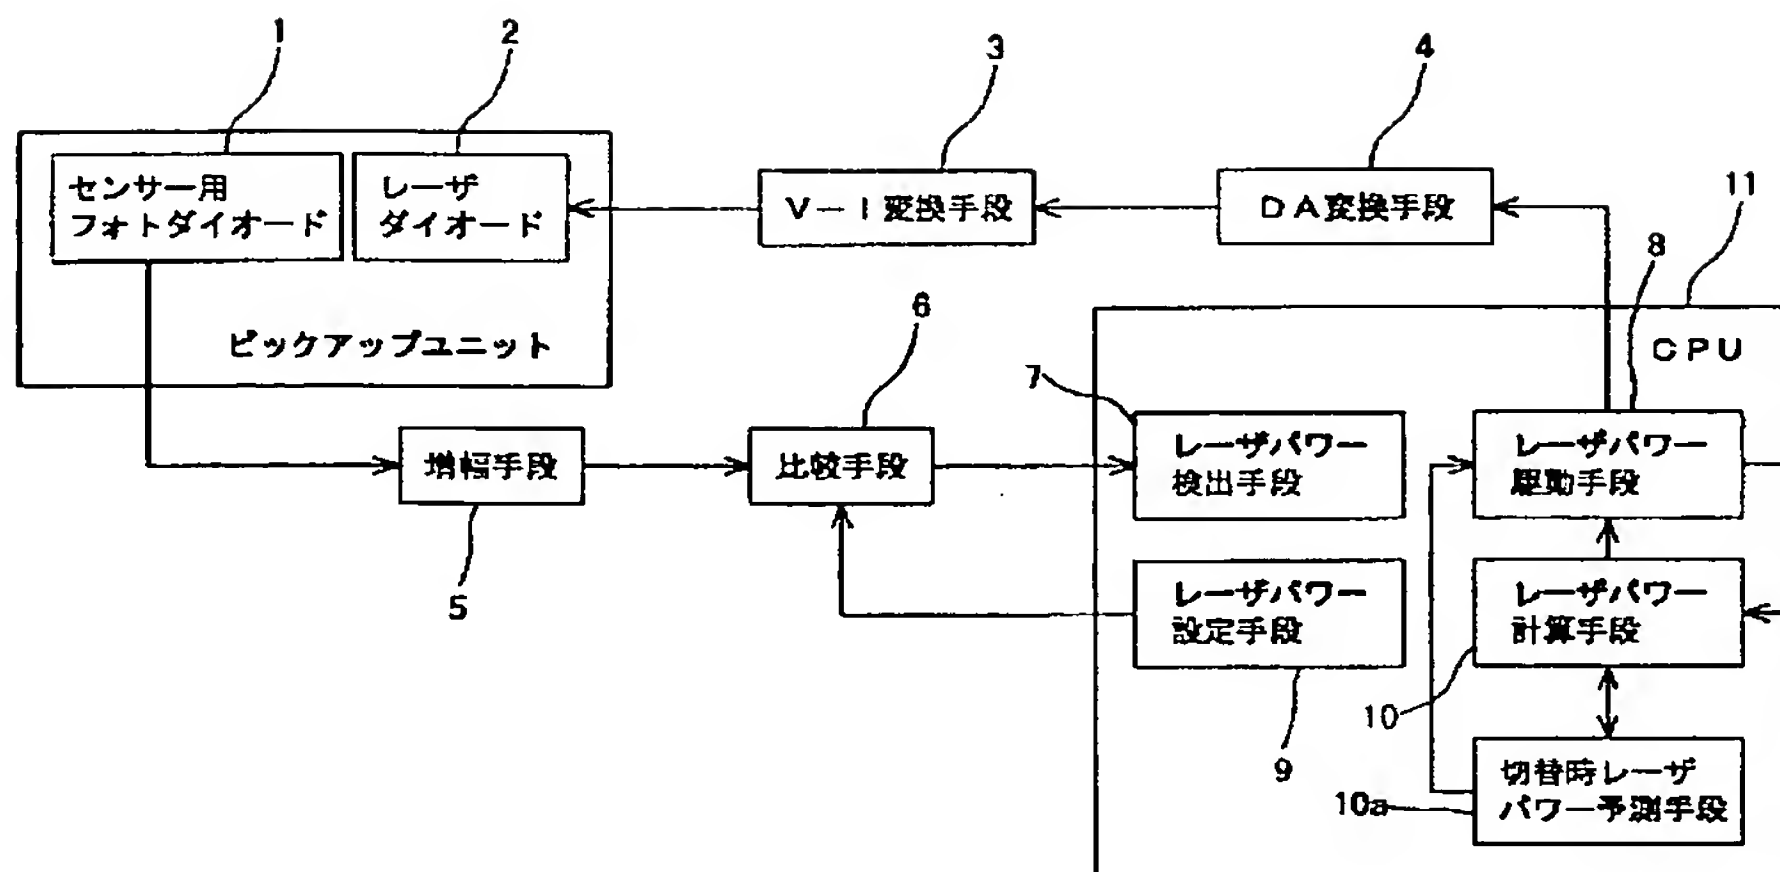 1
2
3
4
11
センサー用
フォトダイオード
レーザ
ダイオード
V－I変換手段
DA変換手段
8
6
ピックアップユニット
CPU
7
増幅手段
比較手段
レーザパワー
検出手段
レーザパワー
駆動手段
5
レーザパワー
設定手段
レーザパワー
計算手段
10
9
切替時レーザ
パワー予測手段
10a